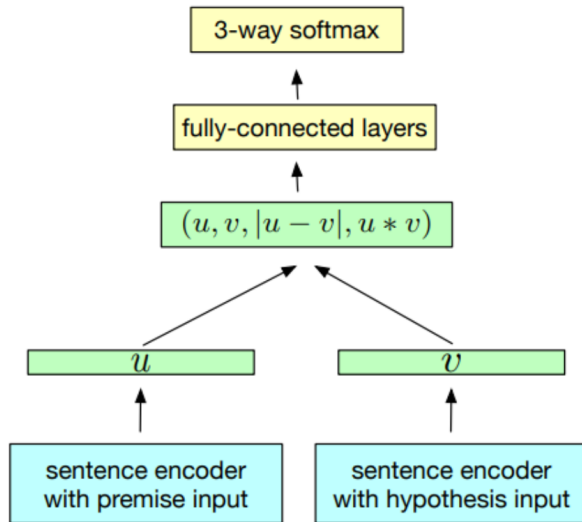 3-way softmax
fully-connected layers
(u, v, |u − v|, u ∗ v)
u
v
sentence encoder
with premise input
sentence encoder
with hypothesis input